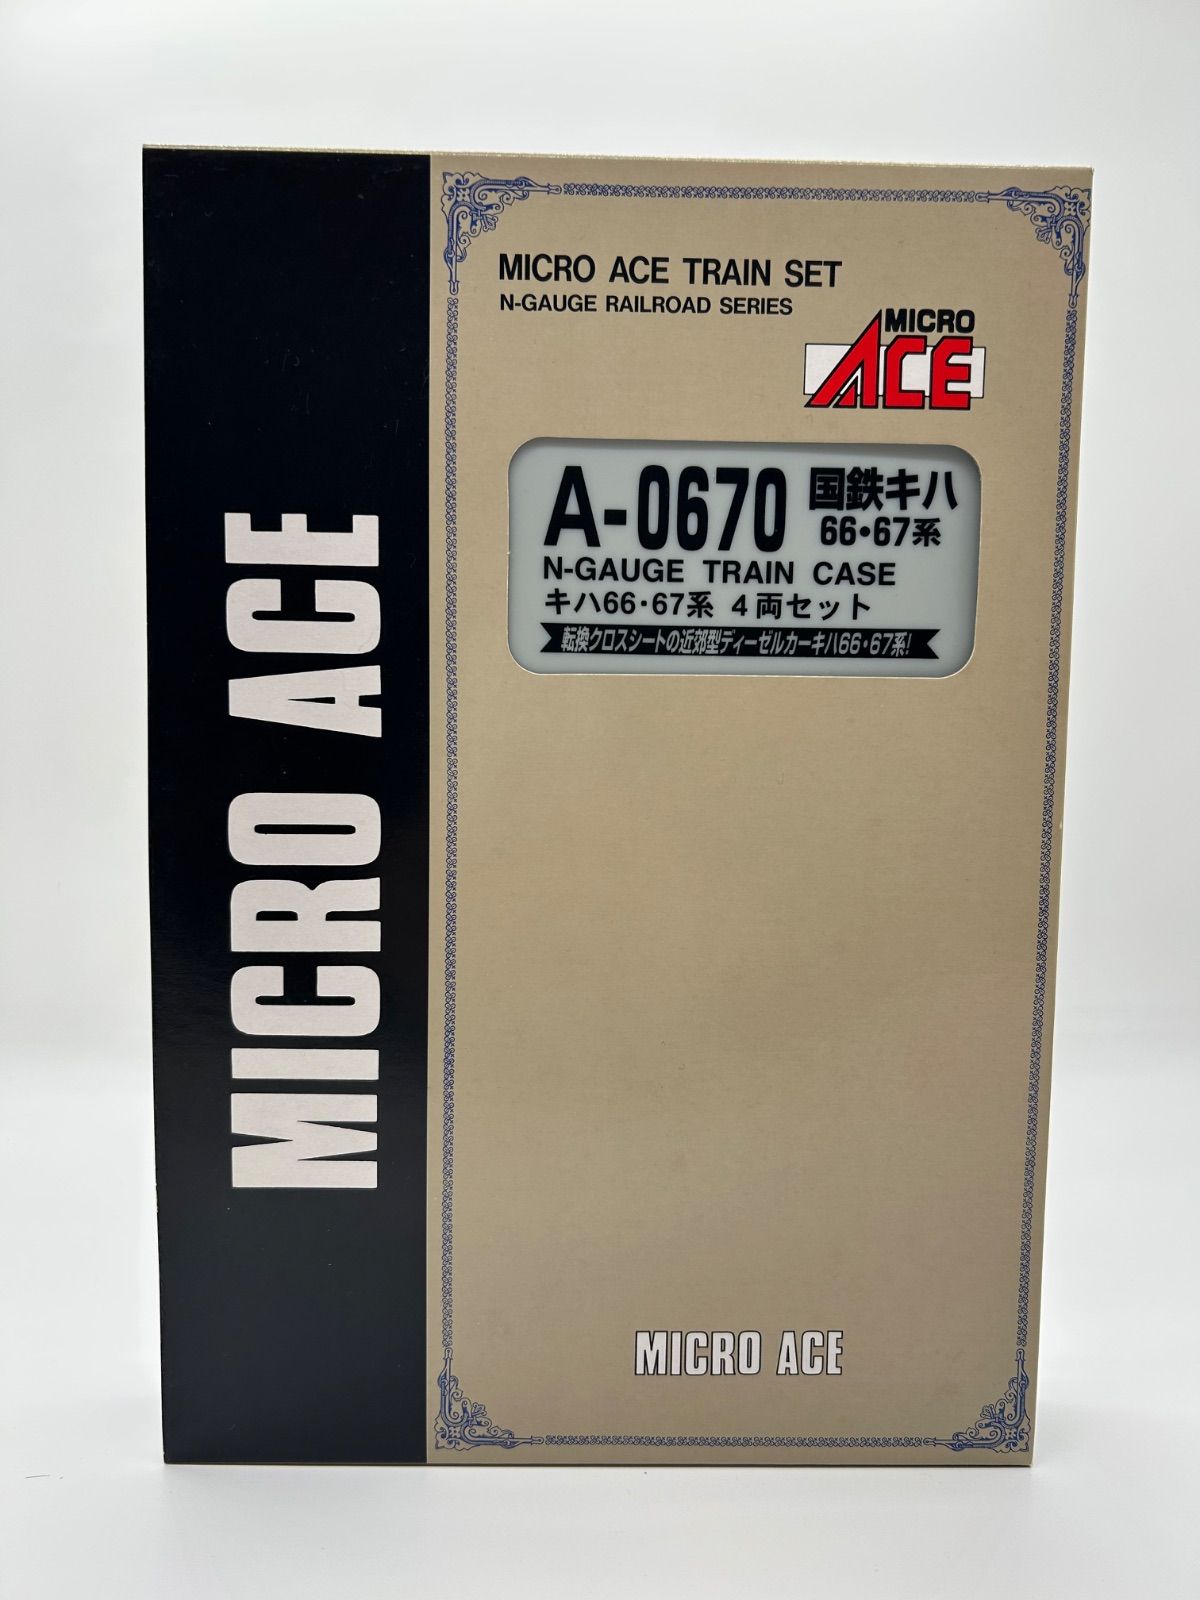 MICRO ACE
MICRO ACE TRAIN SET
N-GAUGE RAILROAD SERIES
MICRO
ACE
A-0670 国鉄キハ
66・67系
N-GAUGE TRAIN CASE
キハ66・67系 4両セット
転換クロスシートの近郊型ディーゼルカーキハ66・67系!
MICRO ACE